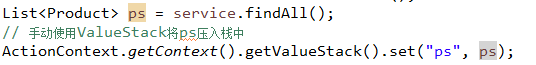 List<Product> ps = service.findAll();
// 手动使用ValueStack将ps压入栈中
ActionContext.getContext().getValueStack().set("ps", ps);